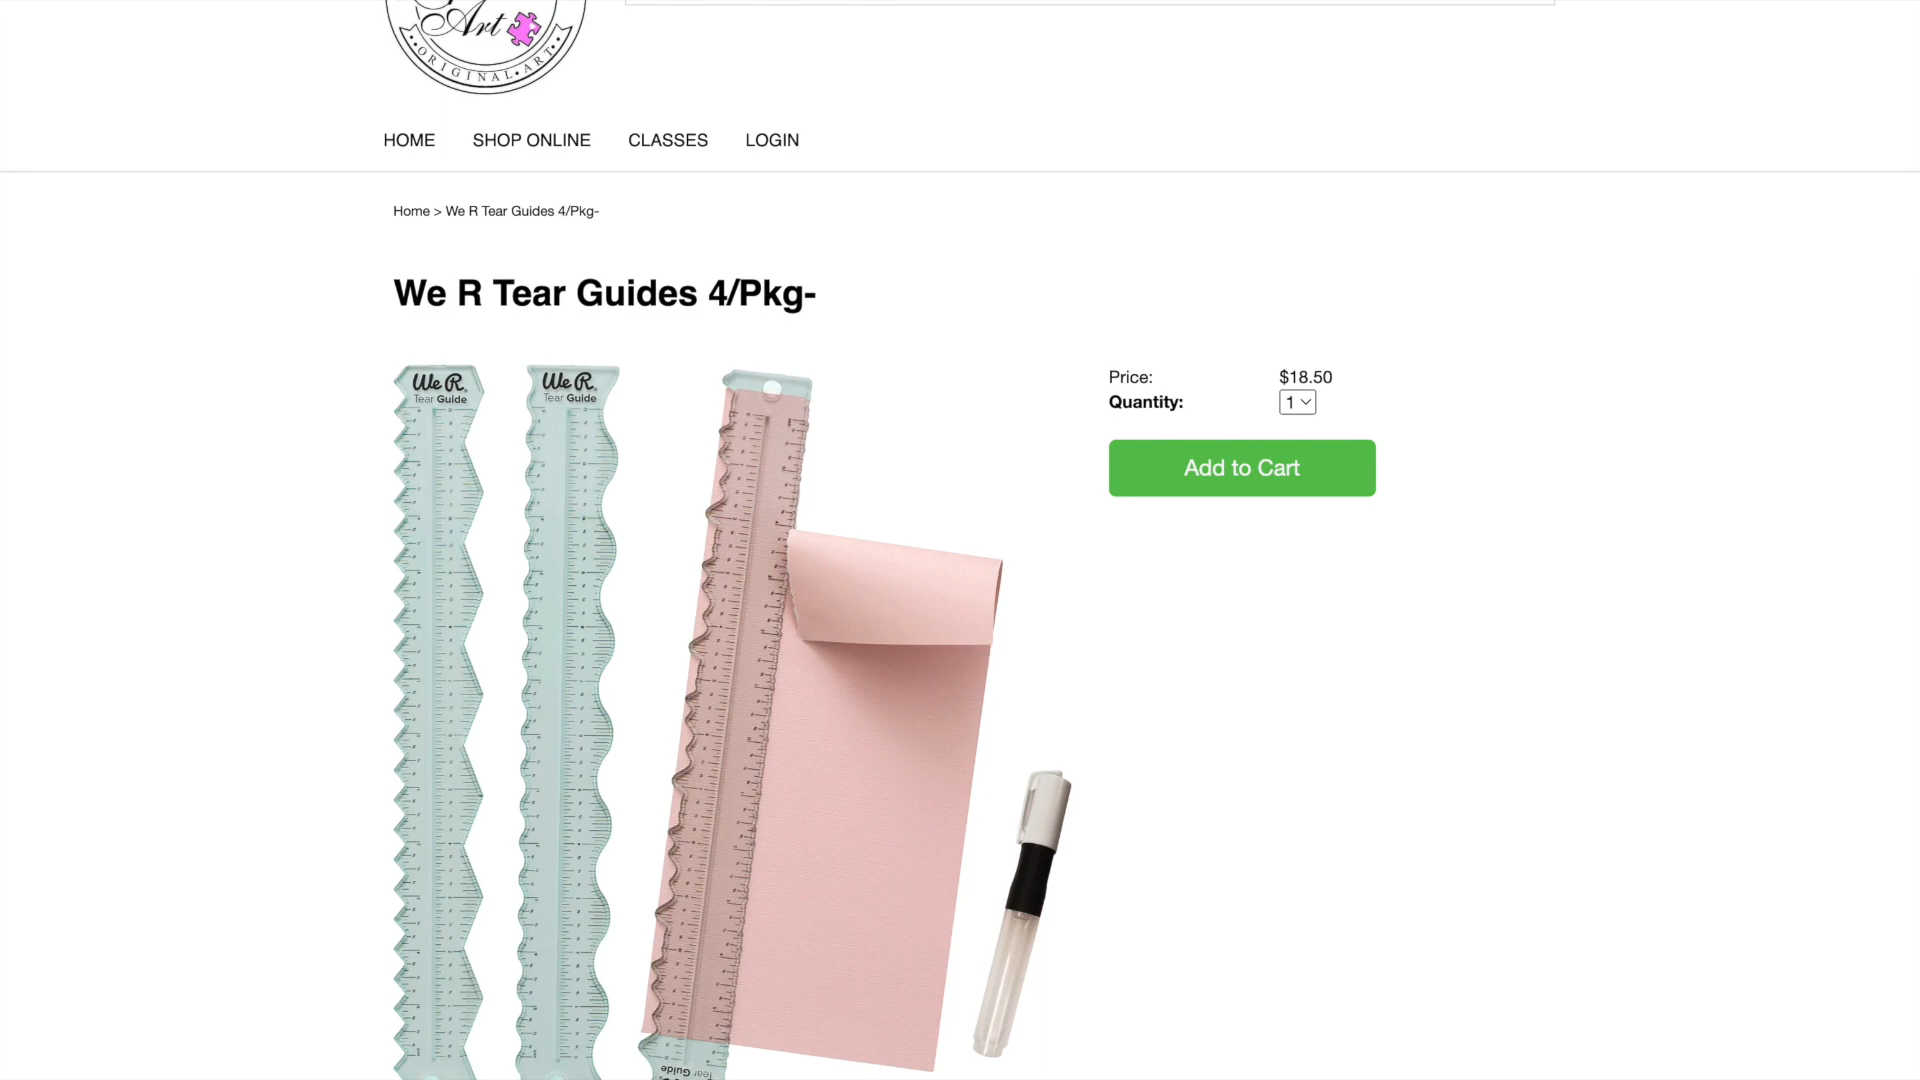 Art
ORIGINAL ART
HOME SHOP ONLINE CLASSES LOGIN
Home > We R Tear Guides 4/Pkg-
We R Tear Guides 4/Pkg-
We R
Tear Guide
We R
Tear Guide
Price: $18.50
Quantity: 1
Add to Cart
Tear Guide